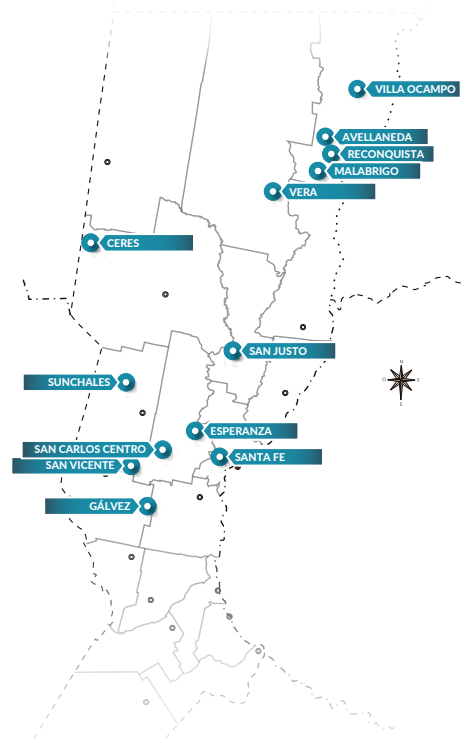 VILLA OCAMPO
AVELLANEDA
RECONQUISTA
MALABRIGO
VERA
CERES
SAN JUSTO
N
O E
S
SUNCHALES
ESPERANZA
SAN CARLOS CENTRO
SANTA FE
SAN VICENTE
GÁLVEZ